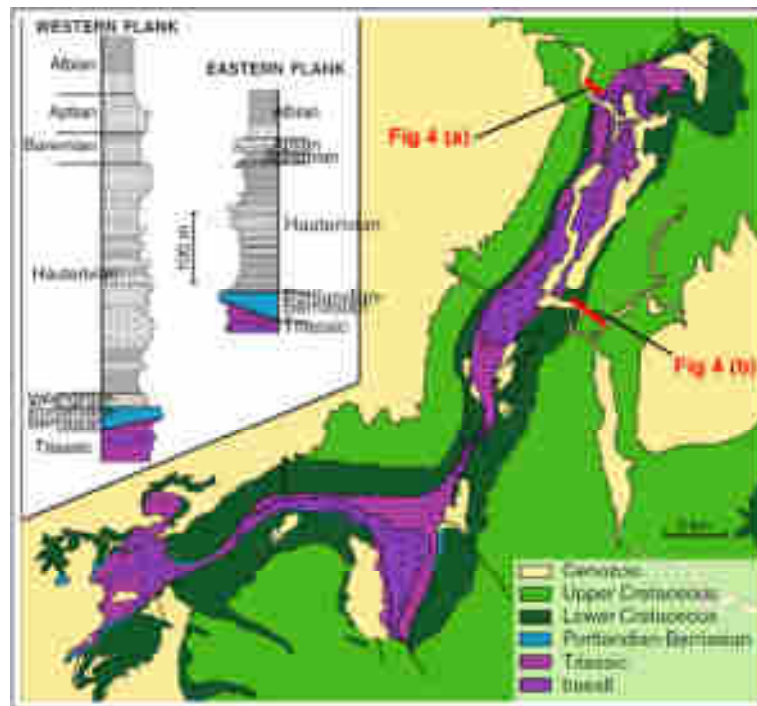 WESTERN FLANK
Albian
Aptian
Barremian
Hauterivian
Triassic
EASTERN FLANK
Albian
Hauterivian
Triassic
100 m
Fig 4 (a)
Fig 4 (b)
Cenozoic
Upper Cretaceous
Lower Cretaceous
Portlandian-Berriasian
Triassic
basalt